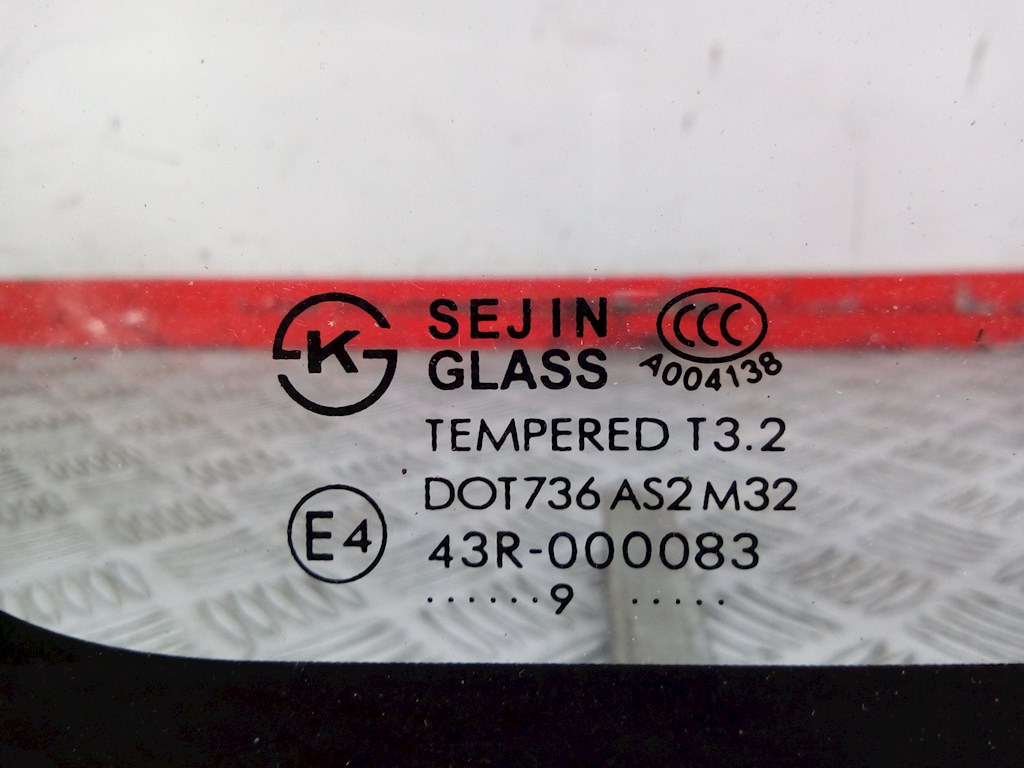 K
SEJIN
GLASS
CCC
A004138
TEMPERED T3.2
DOT736 AS2 M32
E4
43R-000083
......9 .....